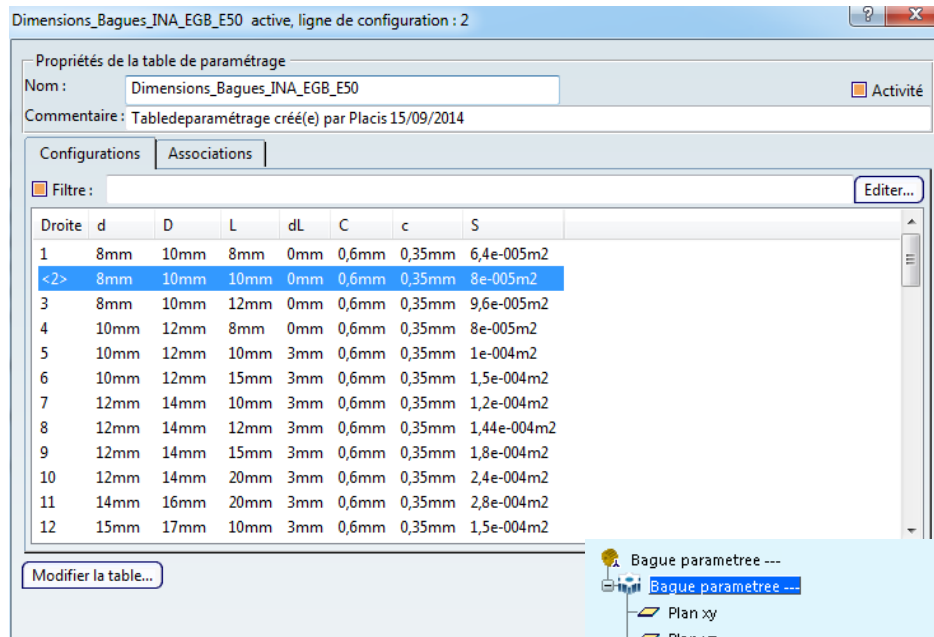 Dimensions_Bagues_INA_EGB_E50 active, ligne de configuration : 2
Propriétés de la table de paramétrage
Nom : Dimensions_Bagues_INA_EGB_E50 Activité
Commentaire : Tabledeparamétrage créé(e) par Placis 15/09/2014
Configurations Associations
Filtre : Editer...
Droite d D L dL C c S
1 8mm 10mm 8mm 0mm 0,6mm 0,35mm 6,4e-005m2
<2> 8mm 10mm 10mm 0mm 0,6mm 0,35mm 8e-005m2
3 8mm 10mm 12mm 0mm 0,6mm 0,35mm 9,6e-005m2
4 10mm 12mm 8mm 0mm 0,6mm 0,35mm 8e-005m2
5 10mm 12mm 10mm 3mm 0,6mm 0,35mm 1e-004m2
6 10mm 12mm 15mm 3mm 0,6mm 0,35mm 1,5e-004m2
7 12mm 14mm 10mm 3mm 0,6mm 0,35mm 1,2e-004m2
8 12mm 14mm 12mm 3mm 0,6mm 0,35mm 1,44e-004m2
9 12mm 14mm 15mm 3mm 0,6mm 0,35mm 1,8e-004m2
10 12mm 14mm 20mm 3mm 0,6mm 0,35mm 2,4e-004m2
11 14mm 16mm 20mm 3mm 0,6mm 0,35mm 2,8e-004m2
12 15mm 17mm 10mm 3mm 0,6mm 0,35mm 1,5e-004m2
Modifier la table...
Bague parametree ---
Bague parametree ---
Plan xy